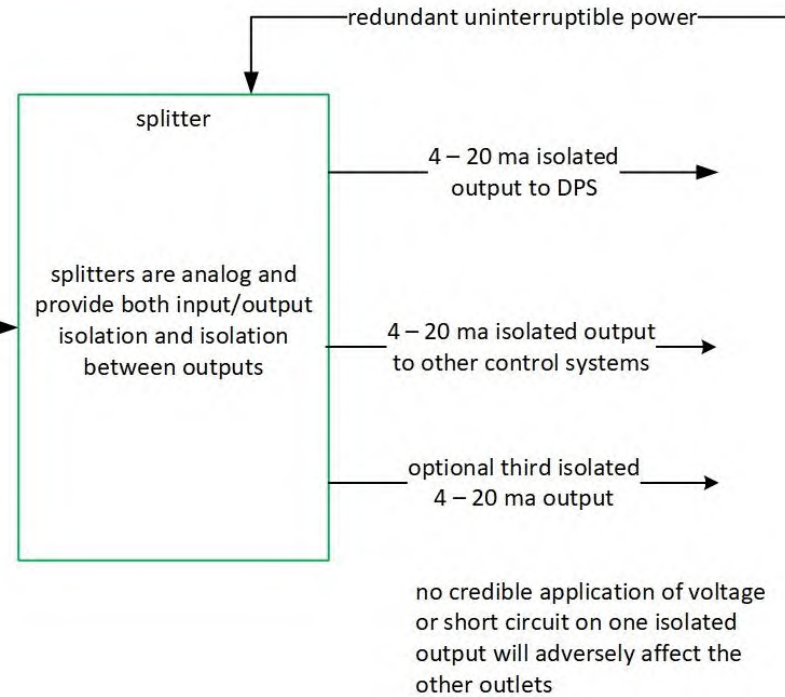 redundant uninterruptible power
splitter
4 – 20 ma isolated
output to DPS
splitters are analog and
provide both input/output
isolation and isolation
between outputs
4 – 20 ma isolated output
to other control systems
optional third isolated
4 – 20 ma output
no credible application of voltage
or short circuit on one isolated
output will adversely affect the
other outlets